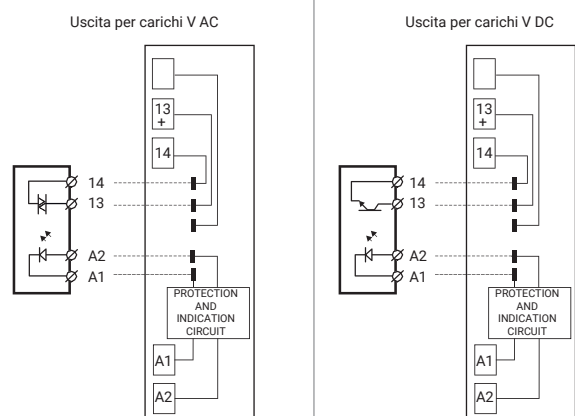 Uscita per carichi V AC
13
+
14
14
13
A2
A1
PROTECTION
AND
INDICATION
CIRCUIT
A1
A2
Uscita per carichi V DC
13
+
14
14
13
A2
A1
PROTECTION
AND
INDICATION
CIRCUIT
A1
A2